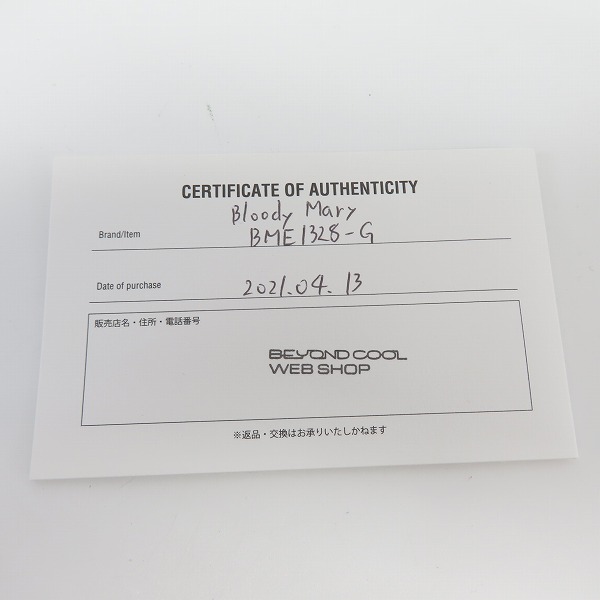 CERTIFICATE OF AUTHENTICITY
Bloody Mary
Brand/Item BME1328-G
Date of purchase 2021.04.13
販売店名・住所・電話番号
BEYOND COOL
WEB SHOP
※返品・交換はお承りいたしかねます